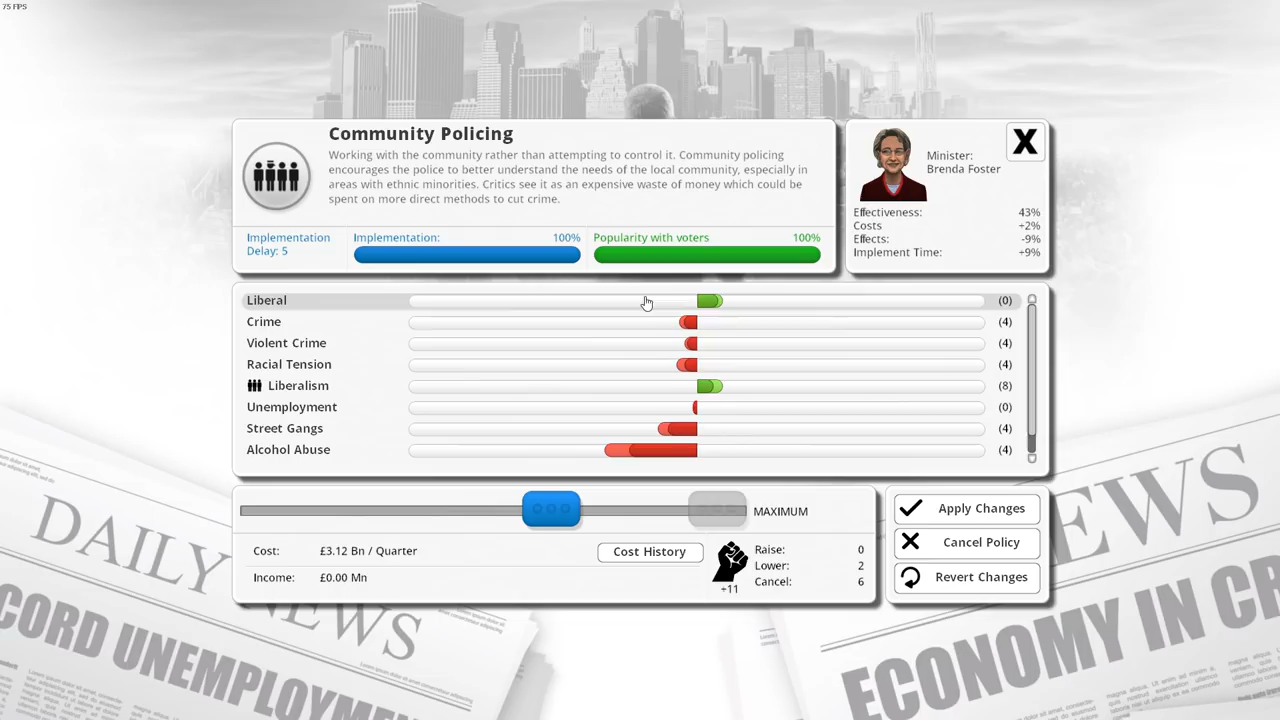 75 FPS
Community Policing
Working with the community rather than attempting to control it. Community policing
encourages the police to better understand the needs of the local community, especially in
areas with ethnic minorities. Critics see it as an expensive waste of money which could be
spent on more direct methods to cut crime.
Implementation
Delay: 5
Implementation: 100%
Popularity with voters 100%
Minister:
Brenda Foster
X
Effectiveness: 43%
Costs +2%
Effects: -9%
Implement Time: +9%
Liberal (0)
Crime (4)
Violent Crime (4)
Racial Tension (4)
Liberalism (8)
Unemployment (0)
Street Gangs (4)
Alcohol Abuse (4)
MAXIMUM
Cost: £3.12 Bn / Quarter
Income: £0.00 Mn
Cost History
+11
Raise: 0
Lower: 2
Cancel: 6
Apply Changes
Cancel Policy
Revert Changes
DAILY NEWS
CORD UNEMPLOYM
NEWS
ECONOMY IN CR